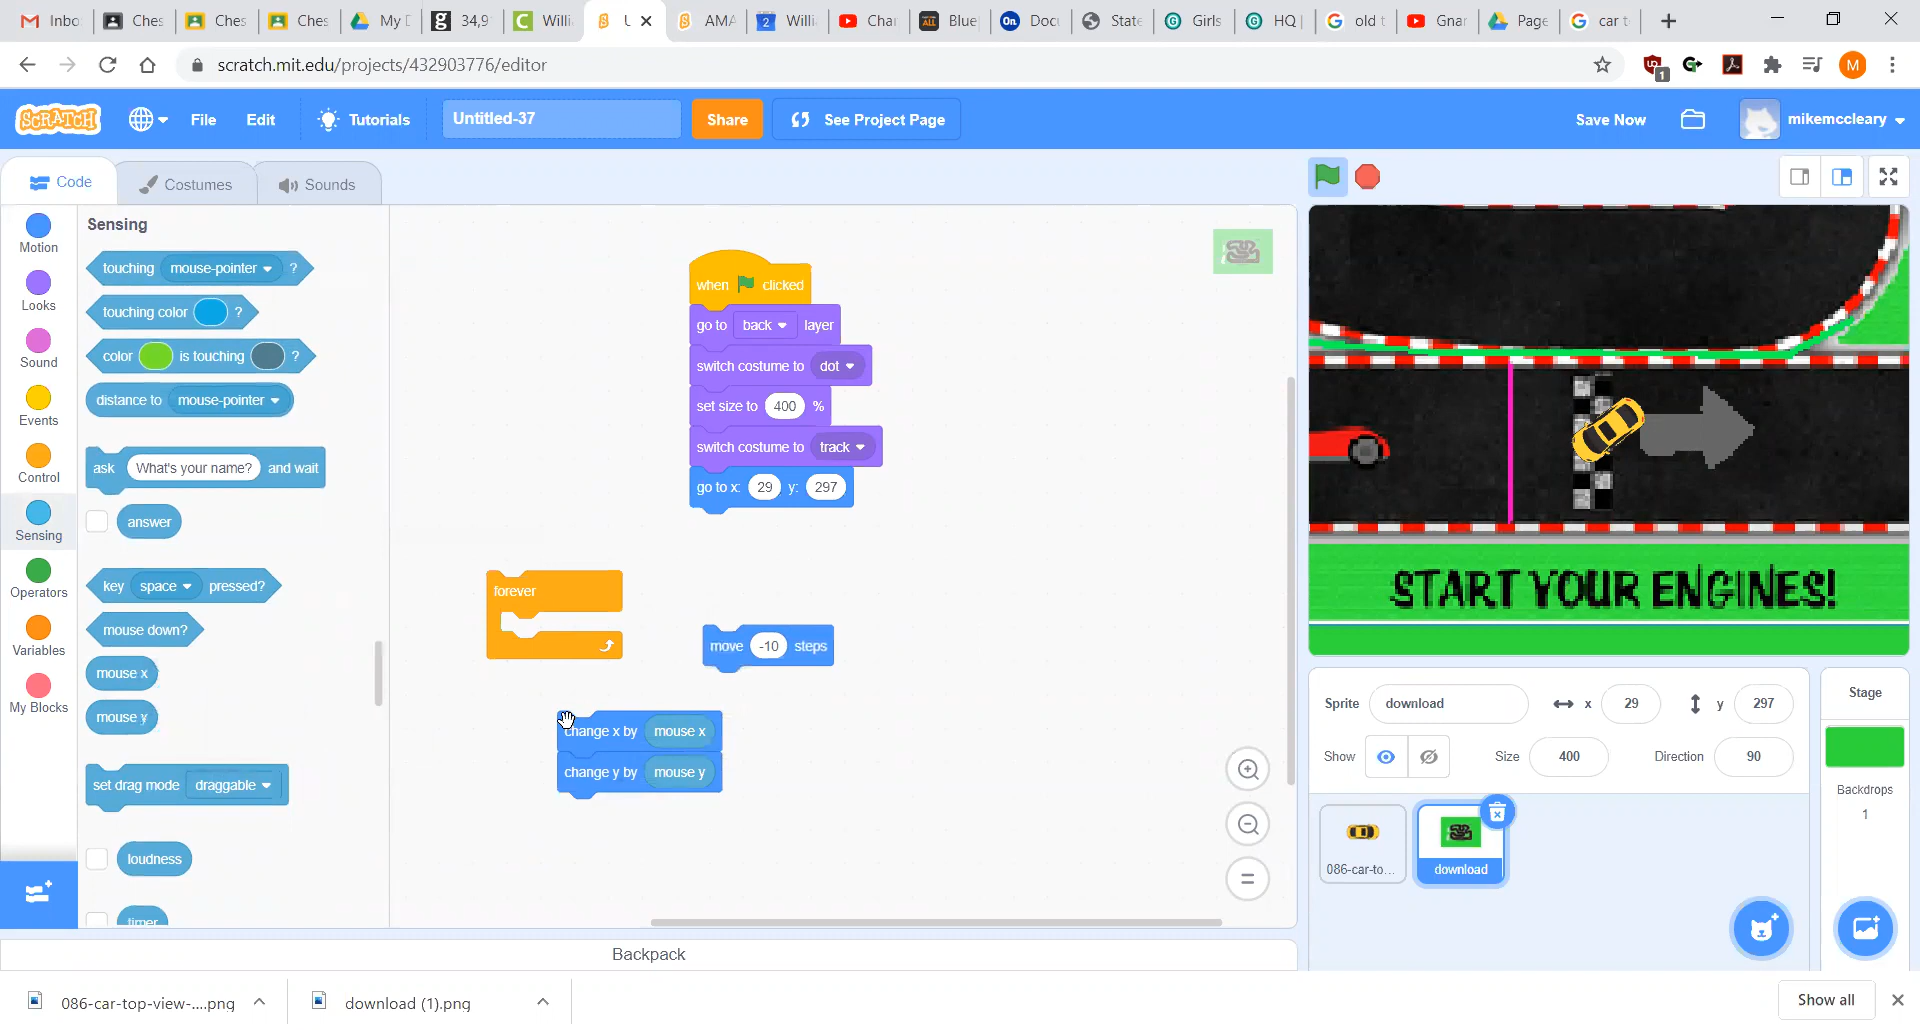 Inbo Ches Ches Ches My D 34,9 Willi U AMA Willi Cha Blue Docu State Girls HQ old t Gnar Page car t
scratch.mit.edu/projects/432903776/editor
1
M
SCRATCH File Edit Tutorials Untitled-37 Share See Project Page Save Now mikemccleary
Code Costumes Sounds
Motion
Looks
Sound
Events
Control
Sensing
Operators
Variables
My Blocks
Sensing
touching mouse-pointer ?
touching color ?
color is touching ?
distance to mouse-pointer
ask What's your name? and wait
answer
key space pressed?
mouse down?
mouse x
mouse y
set drag mode draggable
loudness
timer
when clicked
go to back layer
switch costume to dot
set size to 400 %
switch costume to track
go to x: 29 y: 297
forever
move -10 steps
change x by mouse x
change y by mouse y
START YOUR ENGINES!
Sprite download x 29 y 297
Show Size 400 Direction 90
086-car-to...
download
Stage
Backdrops
1
Backpack
086-car-top-view-....png
download (1).png
Show all